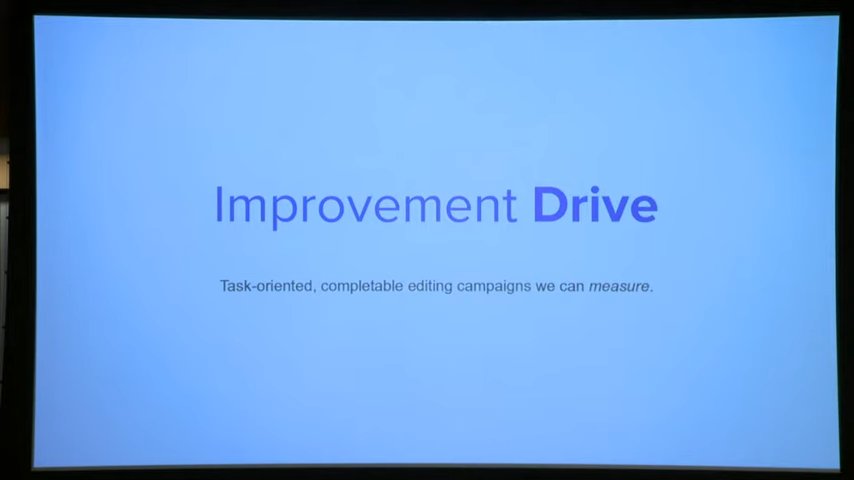 Improvement Drive
Task-oriented, completable editing campaigns we can measure.